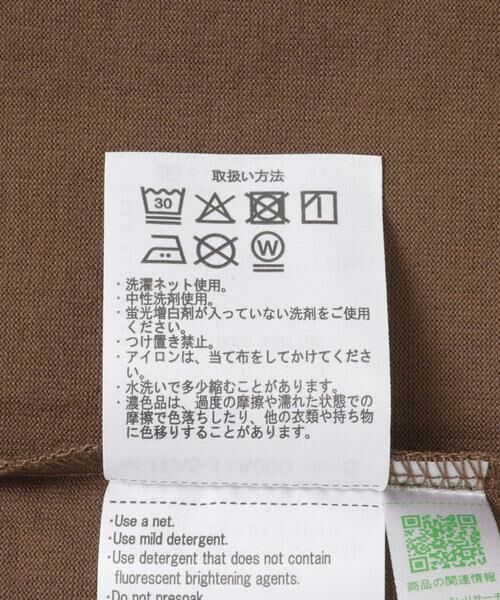 取扱い方法
30
W
・洗濯ネット使用。
・中性洗剤使用。
・蛍光増白剤が入っていない洗剤をご使用
ください。
・つけ置き禁止。
・アイロンは、当て布をしてかけてくださ
い。
・水洗いで多少縮むことがあります。
・濃色品は、過度の摩擦や濡れた状態での
摩擦で色落ちしたり、他の衣類や持ち物
に色移りすることがあります。
・Use a net.
・Use mild detergent.
・Use detergent that does not contain
fluorescent brightening agents.
・Do not presoak.
商品の関連情報